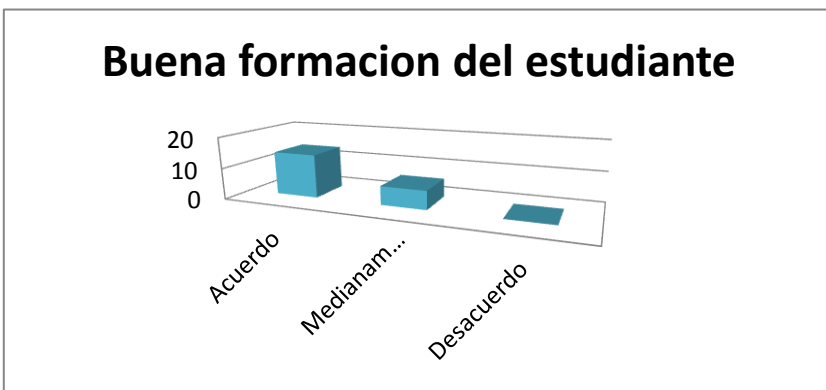 Buena formacion del estudiante
20
10
0
Acuerdo
Medianam...
Desacuerdo